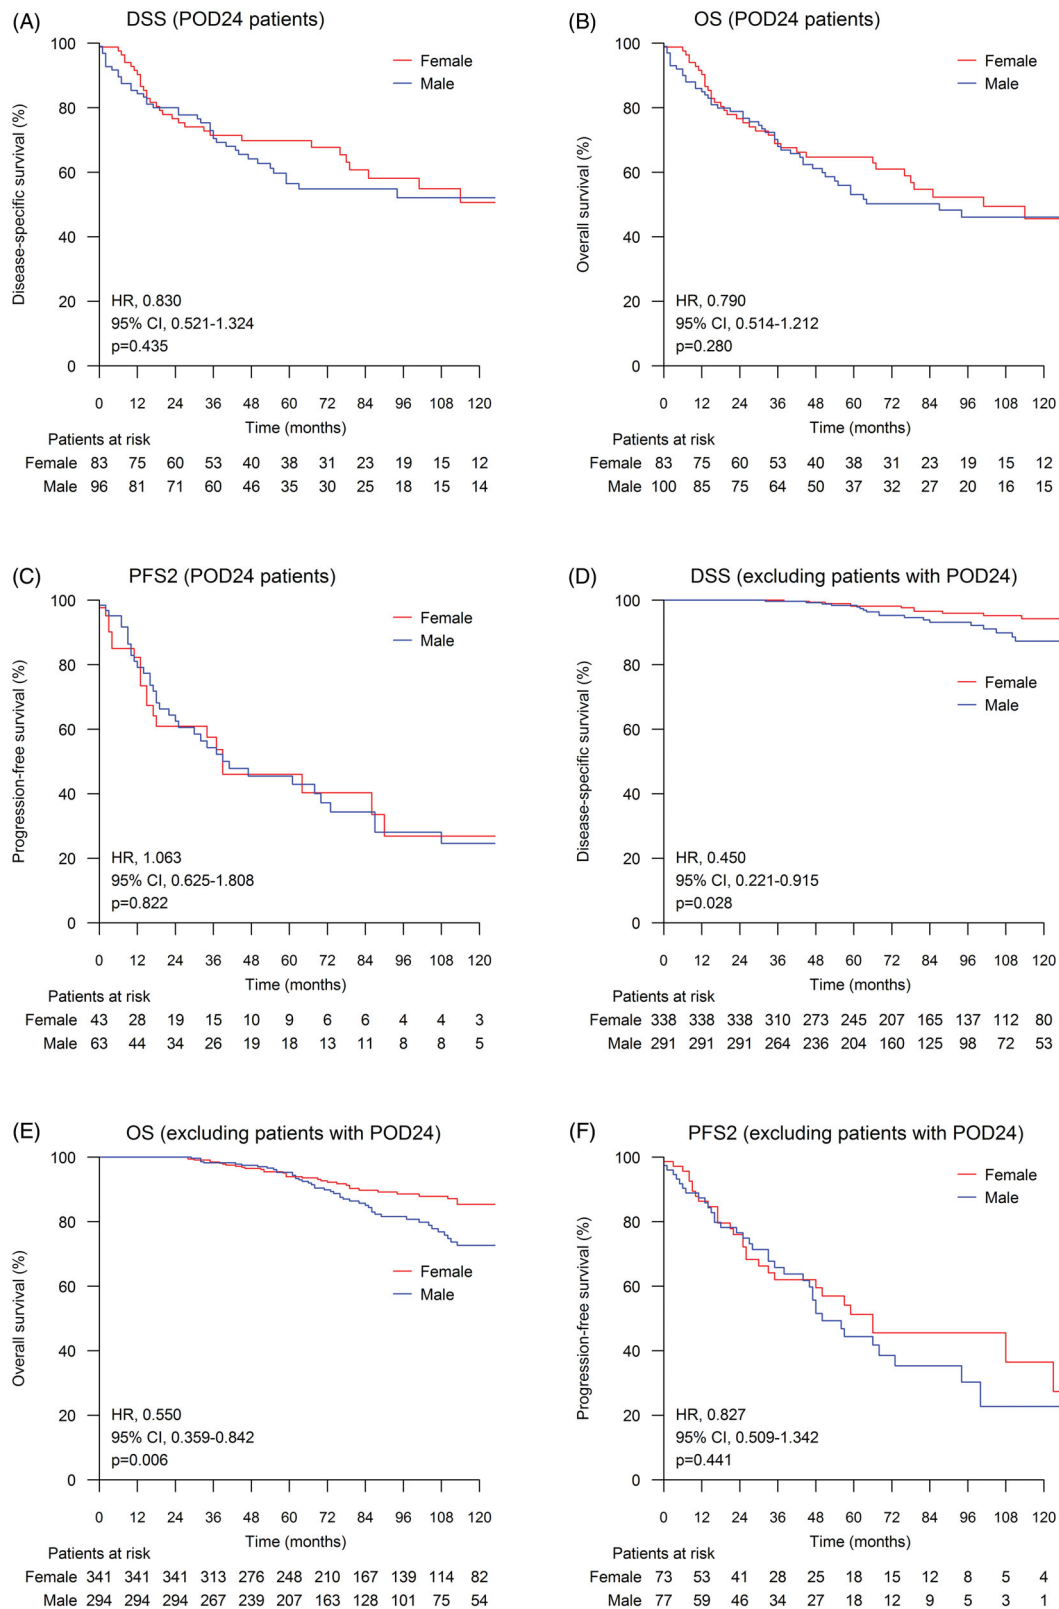 (A) DSS (POD24 patients)
Disease-specific survival (%)
100
80
60
40
20
0
Female
Male
HR, 0.830
95% CI, 0.521-1.324
p=0.435
0 12 24 36 48 60 72 84 96 108 120
Time (months)
Patients at risk
Female 83 75 60 53 40 38 31 23 19 15 12
Male 96 81 71 60 46 35 30 25 18 15 14
(B) OS (POD24 patients)
Overall survival (%)
100
80
60
40
20
0
Female
Male
HR, 0.790
95% CI, 0.514-1.212
p=0.280
0 12 24 36 48 60 72 84 96 108 120
Time (months)
Patients at risk
Female 83 75 60 53 40 38 31 23 19 15 12
Male 100 85 75 64 50 37 32 27 20 16 15
(C) PFS2 (POD24 patients)
Progression-free survival (%)
100
80
60
40
20
0
Female
Male
HR, 1.063
95% CI, 0.625-1.808
p=0.822
0 12 24 36 48 60 72 84 96 108 120
Time (months)
Patients at risk
Female 43 28 19 15 10 9 6 6 4 4 3
Male 63 44 34 26 19 18 13 11 8 8 5
(D) DSS (excluding patients with POD24)
Disease-specific survival (%)
100
80
60
40
20
0
Female
Male
HR, 0.450
95% CI, 0.221-0.915
p=0.028
0 12 24 36 48 60 72 84 96 108 120
Time (months)
Patients at risk
Female 338 338 338 310 273 245 207 165 137 112 80
Male 291 291 291 264 236 204 160 125 98 72 53
(E) OS (excluding patients with POD24)
Overall survival (%)
100
80
60
40
20
0
Female
Male
HR, 0.550
95% CI, 0.359-0.842
p=0.006
0 12 24 36 48 60 72 84 96 108 120
Time (months)
Patients at risk
Female 341 341 341 313 276 248 210 167 139 114 82
Male 294 294 294 267 239 207 163 128 101 75 54
(F) PFS2 (excluding patients with POD24)
Progression-free survival (%)
100
80
60
40
20
0
Female
Male
HR, 0.827
95% CI, 0.509-1.342
p=0.441
0 12 24 36 48 60 72 84 96 108 120
Time (months)
Patients at risk
Female 73 53 41 28 25 18 15 12 8 5 4
Male 77 59 46 34 27 18 12 9 5 3 1